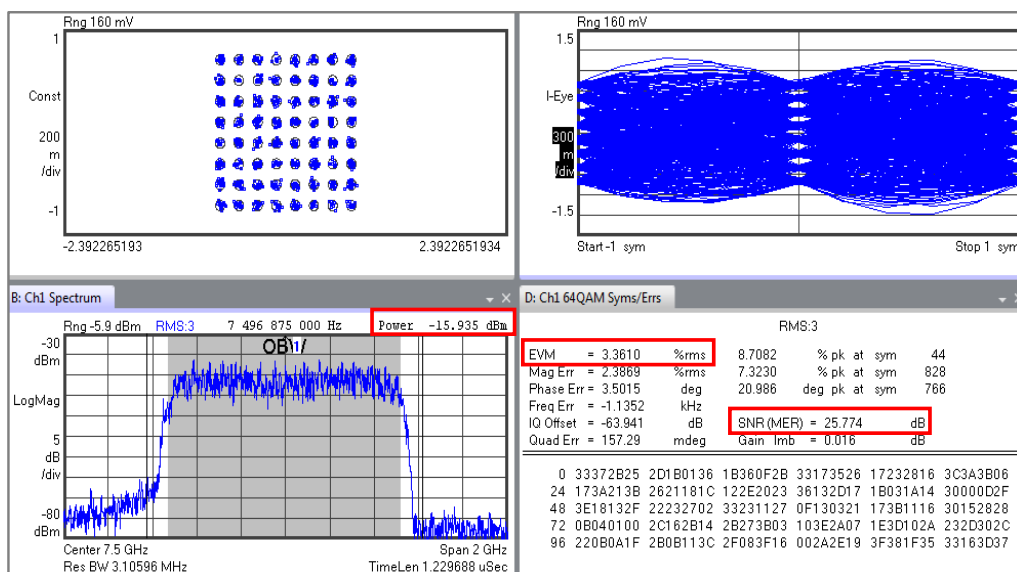 Rng 160 mV
1
Const
200
m
/div
-1
-2.392265193
2.3922651934
Rng 160 mV
1.5
I-Eye
300
m
/div
-1.5
Start -1 sym
Stop 1 sym
B: Ch1 Spectrum
Rng -5.9 dBm RMS:3 7 496 875 000 Hz Power -15.935 dBm
-30
dBm
LogMag
5
dB
/div
-80
dBm
Center 7.5 GHz
Span 2 GHz
Res BW 3.10596 MHz
TimeLen 1.229688 uSec
D: Ch1 64QAM Syms/Errs
RMS:3
EVM = 3.3610 %rms 8.7082 % pk at sym 44
Mag Err = 2.3869 %rms 7.3230 % pk at sym 828
Phase Err = 3.5015 deg 20.986 deg pk at sym 766
Freq Err = -1.1352 kHz
IQ Offset = -63.941 dB SNR (MER) = 25.774 dB
Quad Err = 157.29 mdeg Gain Imb = 0.016 dB
0 33372B25 2D1B0136 1B360F2B 33173526 17232816 3C3A3B06
24 173A213B 2621181C 122E2023 36132D17 1B031A14 30000D2F
48 3E18132F 22232702 33231127 0F130321 173B1116 30152828
72 0B040100 2C162B14 2B273B03 103E2A07 1E3D102A 232D302C
96 220B0A1F 2B0B113C 2F083F16 002A2E19 3F381F35 33163D37